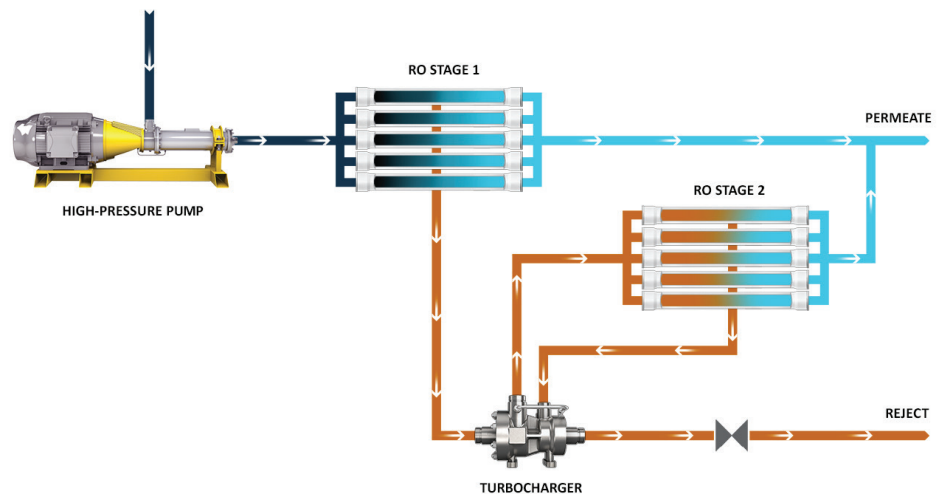 RO STAGE 1
PERMEATE
HIGH-PRESSURE PUMP
RO STAGE 2
REJECT
TURBOCHARGER